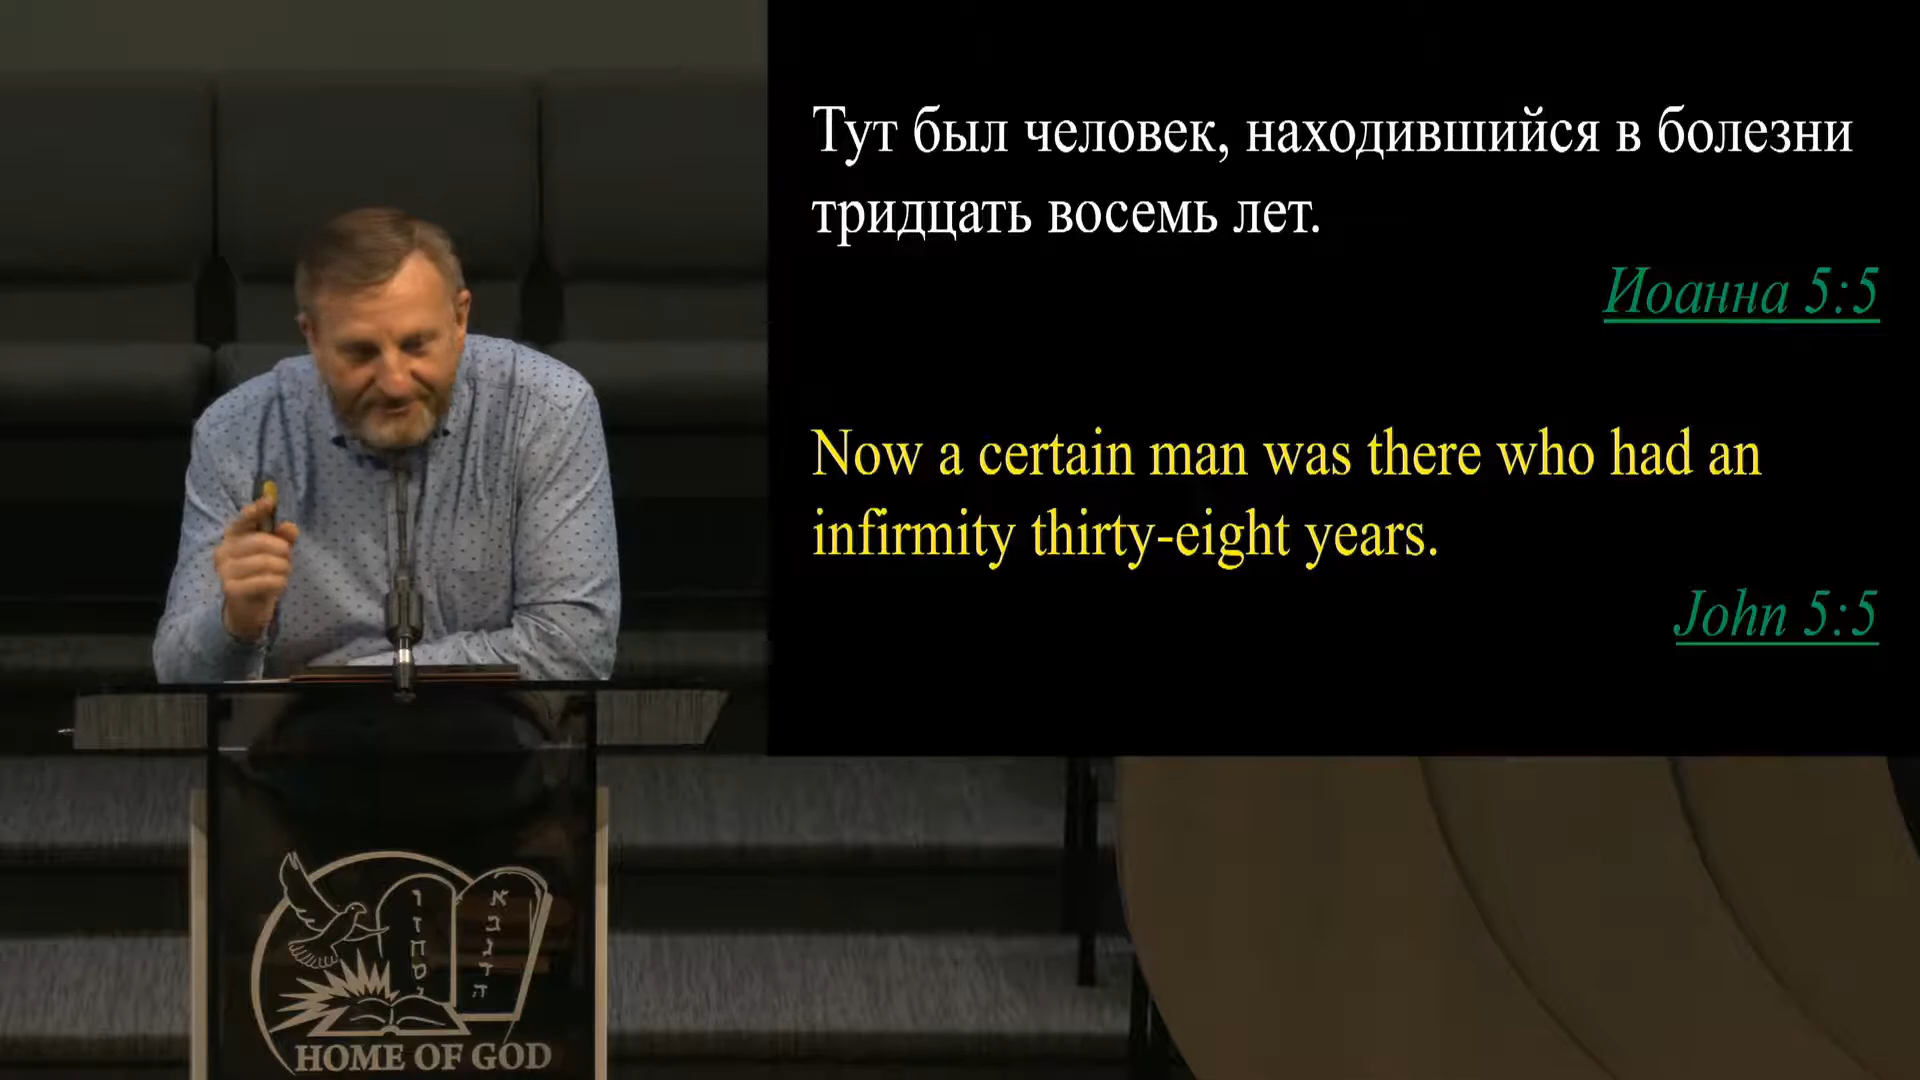 Тут был человек, находившийся в болезни
тридцать восемь лет.
Иоанна 5:5
Now a certain man was there who had an
infirmity thirty-eight years.
John 5:5
ו א
ז ב
ח ג
ט ד
י ה
HOME OF GOD